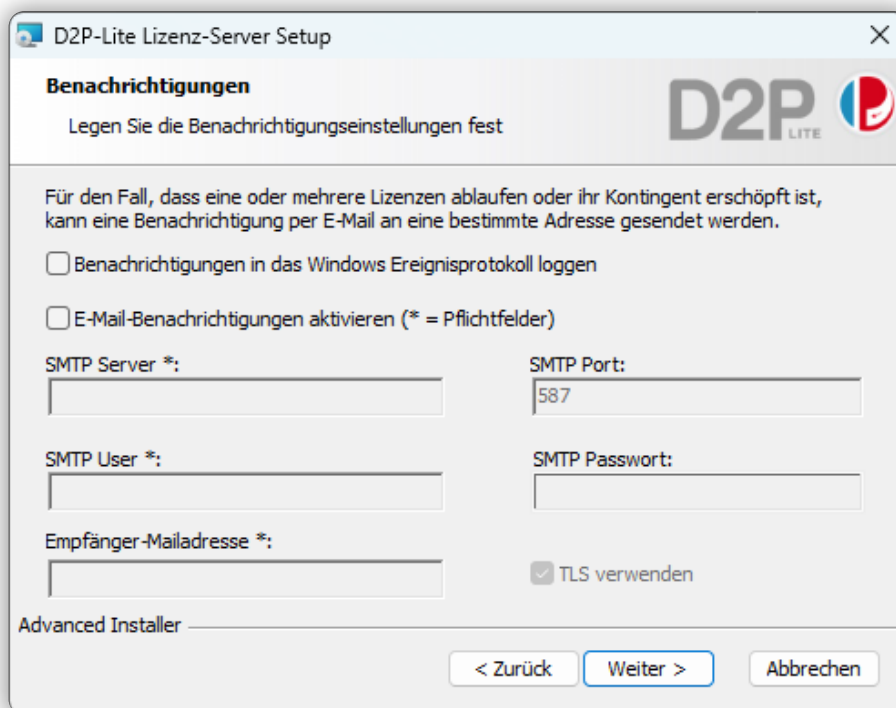 D2P-Lite Lizenz-Server Setup
Benachrichtigungen
Legen Sie die Benachrichtigungseinstellungen fest
D2P LITE
Für den Fall, dass eine oder mehrere Lizenzen ablaufen oder ihr Kontingent erschöpft ist,
kann eine Benachrichtigung per E-Mail an eine bestimmte Adresse gesendet werden.
Benachrichtigungen in das Windows Ereignisprotokoll loggen
E-Mail-Benachrichtigungen aktivieren (* = Pflichtfelder)
SMTP Server *:
SMTP Port:
587
SMTP User *:
SMTP Passwort:
Empfänger-Mailadresse *:
TLS verwenden
Advanced Installer
< Zurück
Weiter >
Abbrechen